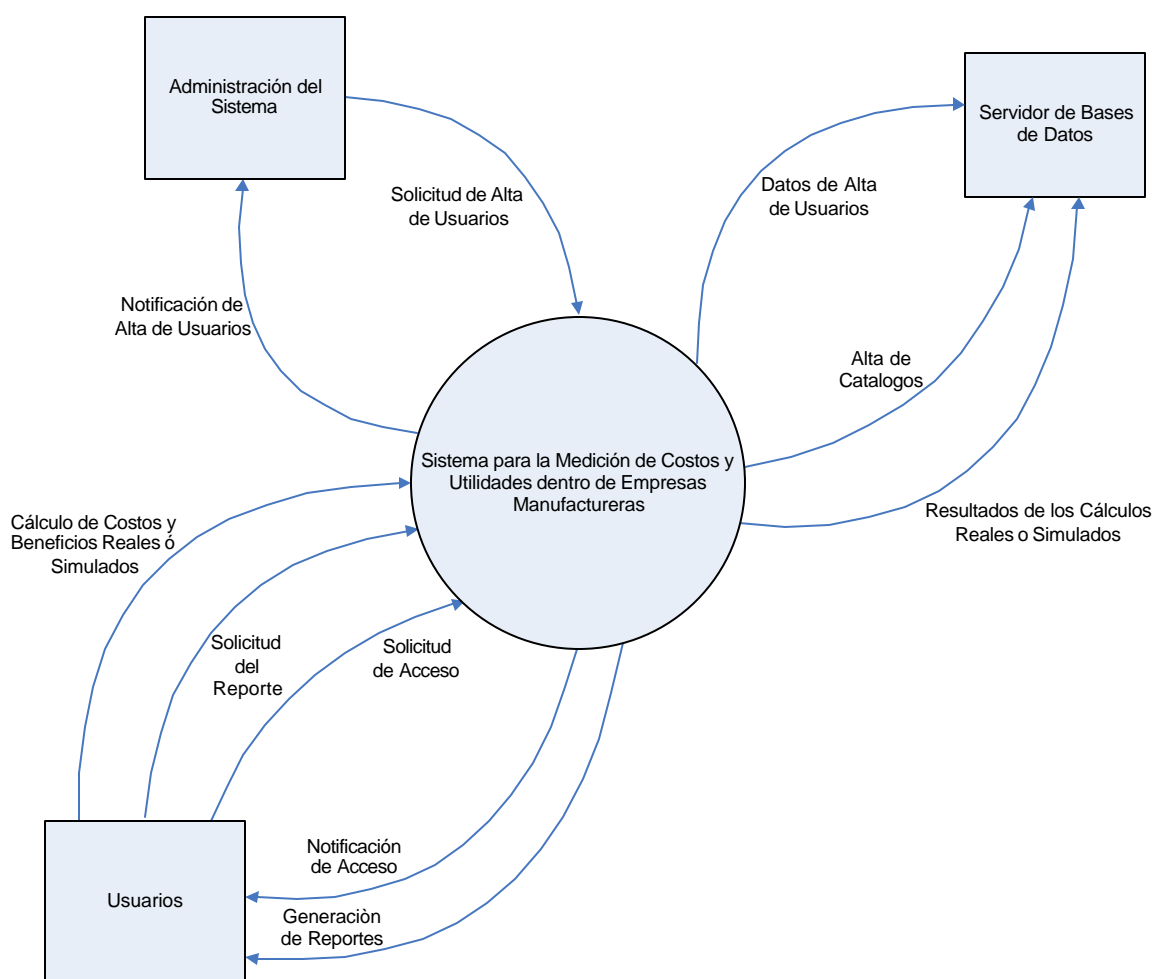 Administración del
Sistema
Servidor de Bases
de Datos
Solicitud de Alta
de Usuarios
Datos de Alta
de Usuarios
Notificación de
Alta de Usuarios
Alta de
Catalogos
Sistema para la Medición de Costos y
Utilidades dentro de Empresas
Manufactureras
Cálculo de Costos y
Beneficios Reales ó
Simulados
Resultados de los Cálculos
Reales o Simulados
Solicitud
del
Reporte
Solicitud
de Acceso
Notificación
de Acceso
Usuarios
Generaciòn
de Reportes